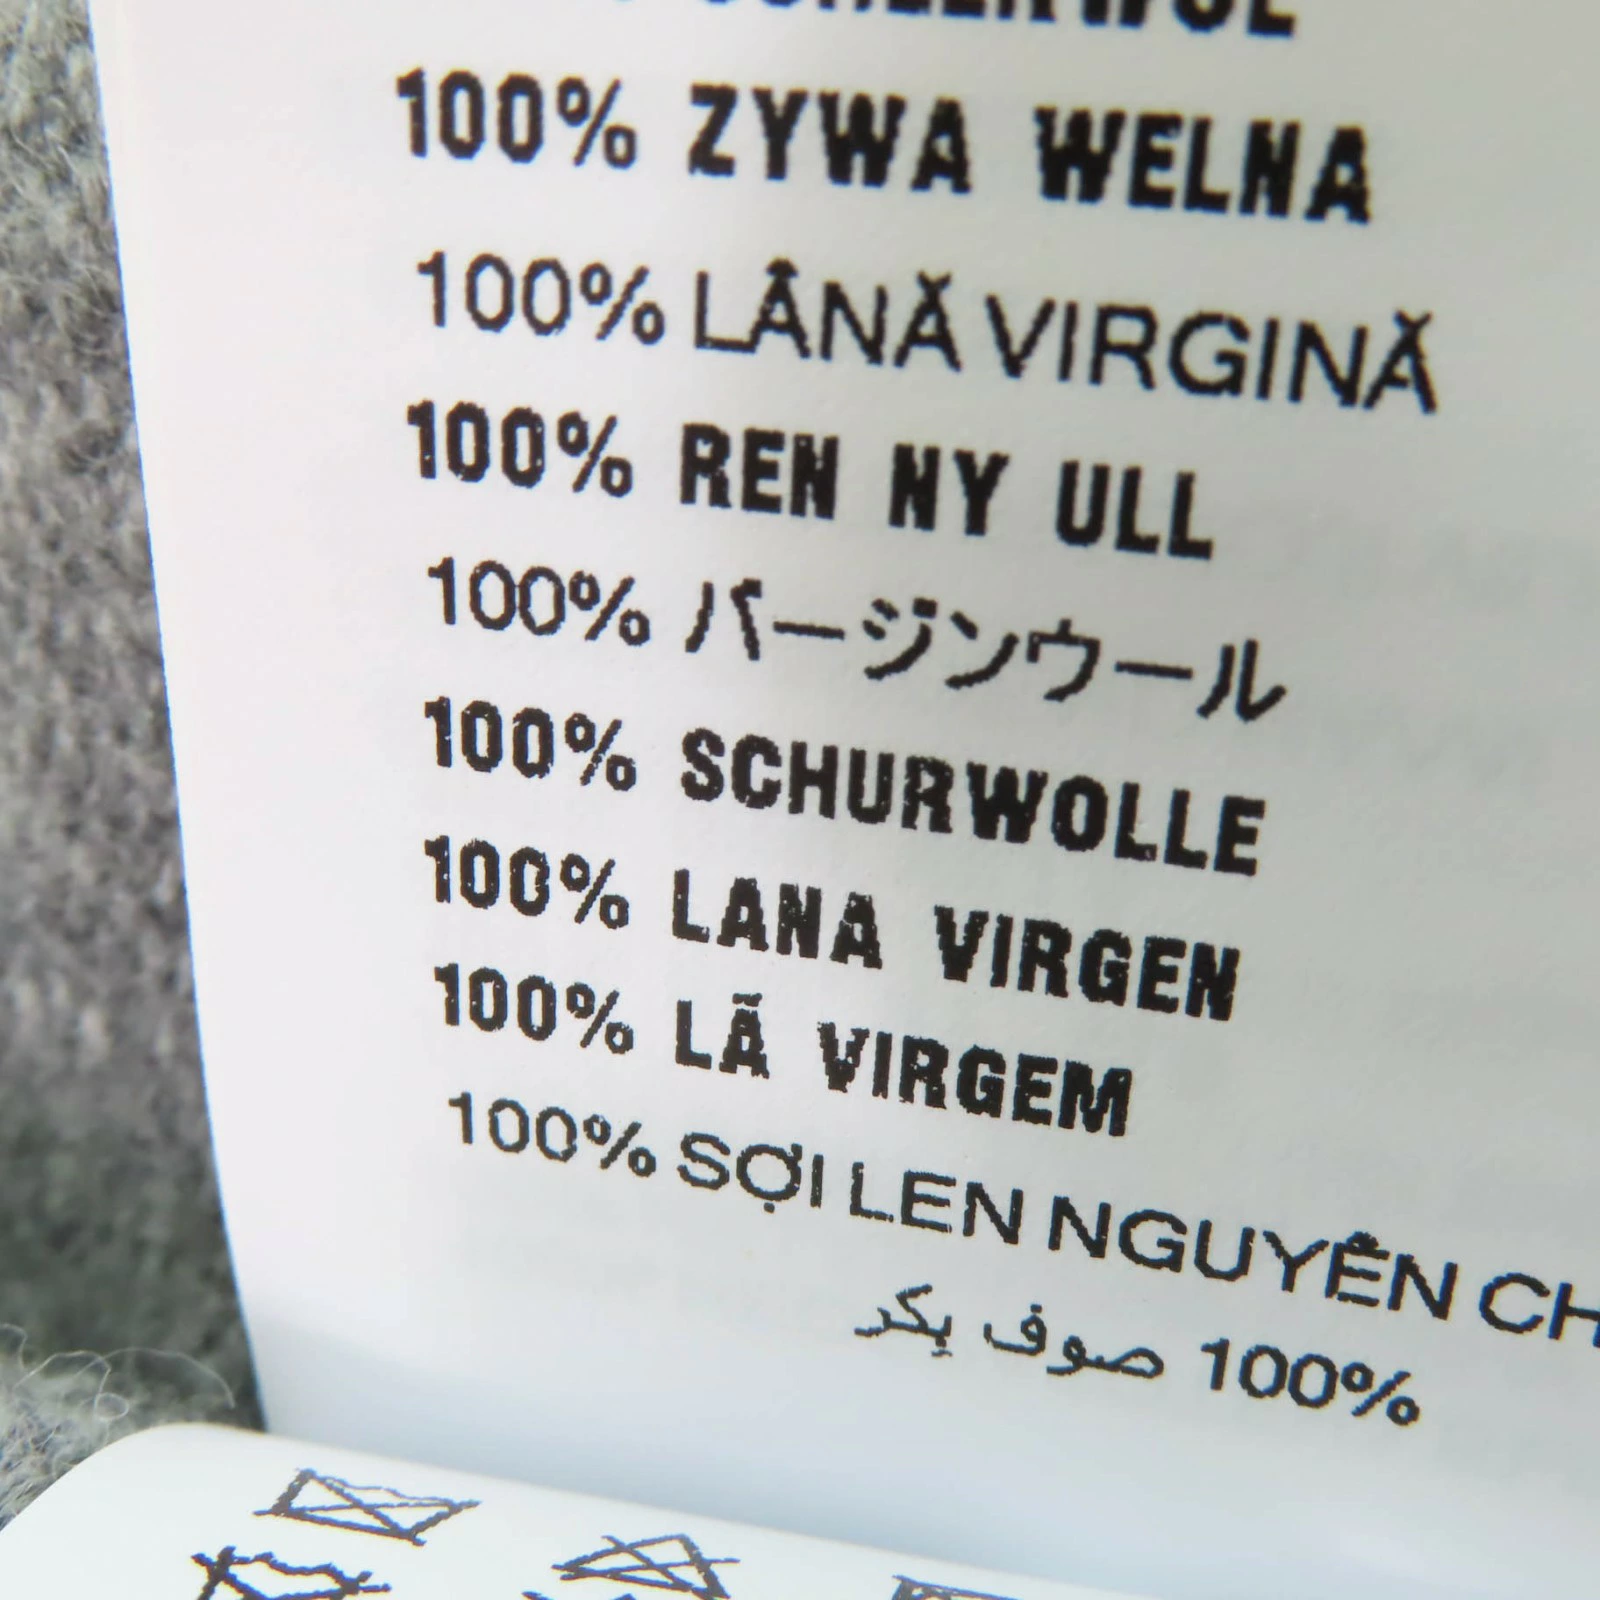 100% ZYWA WELNA
100% LÂNĂ VIRGINĂ
100% REN NY ULL
100% バージンウール
100% SCHURWOLLE
100% LANA VIRGEN
100% LÃ VIRGEM
100% SỢI LEN NGUYÊN
100% صوف بكر